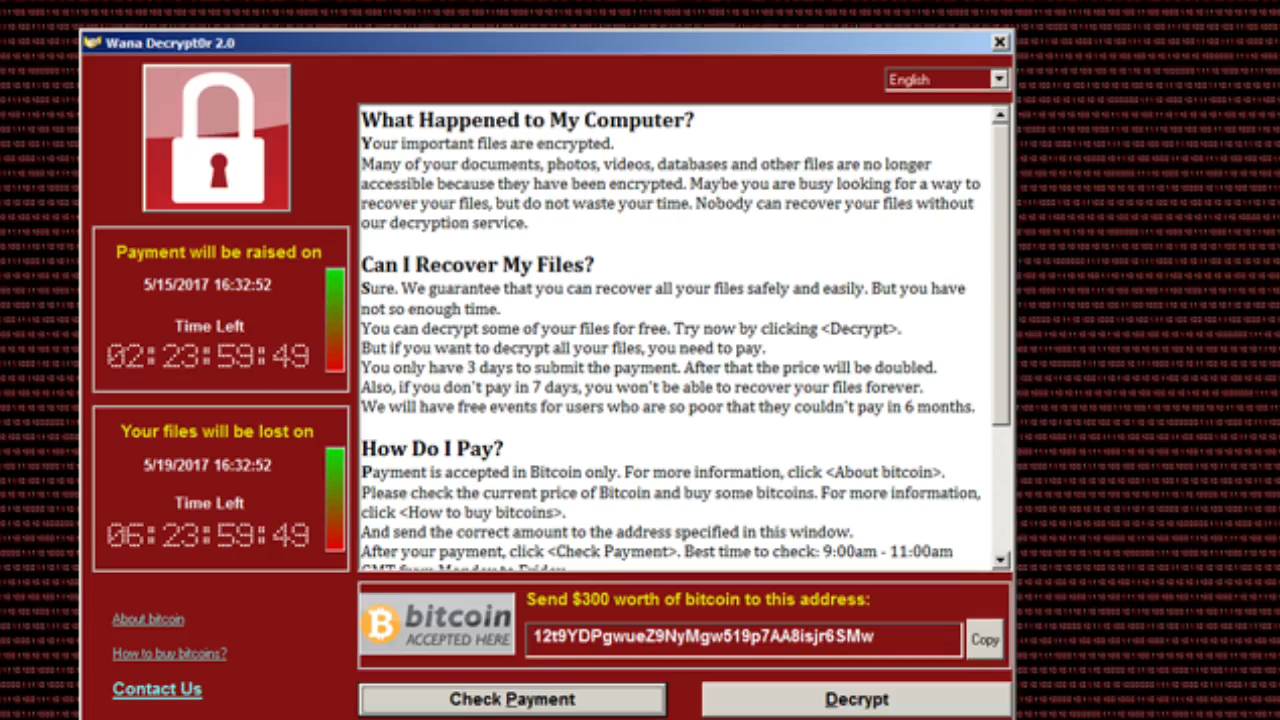 Wana Decrypt0r 2.0
English
Payment will be raised on
5/15/2017 16:32:52
Time Left
02:23:59:49
Your files will be lost on
5/19/2017 16:32:52
Time Left
06:23:59:49
About bitcoin
How to buy bitcoins?
Contact Us
What Happened to My Computer?
Your important files are encrypted.
Many of your documents, photos, videos, databases and other files are no longer
accessible because they have been encrypted. Maybe you are busy looking for a way to
recover your files, but do not waste your time. Nobody can recover your files without
our decryption service.
Can I Recover My Files?
Sure. We guarantee that you can recover all your files safely and easily. But you have
not so enough time.
You can decrypt some of your files for free. Try now by clicking <Decrypt>.
But if you want to decrypt all your files, you need to pay.
You only have 3 days to submit the payment. After that the price will be doubled.
Also, if you don't pay in 7 days, you won't be able to recover your files forever.
We will have free events for users who are so poor that they couldn't pay in 6 months.
How Do I Pay?
Payment is accepted in Bitcoin only. For more information, click <About bitcoin>.
Please check the current price of Bitcoin and buy some bitcoins. For more information,
click <How to buy bitcoins>.
And send the correct amount to the address specified in this window.
After your payment, click <Check Payment>. Best time to check: 9:00am - 11:00am
GMT from Monday to Friday
bitcoin
ACCEPTED HERE
Send $300 worth of bitcoin to this address:
12t9YDPgwueZ9NyMgw519p7AA8isjr6SMw
Copy
Check Payment
Decrypt